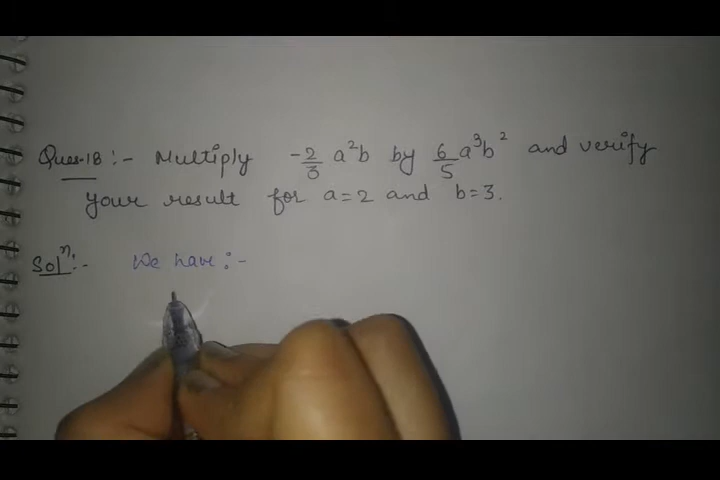 Ques-18:- Multiply -2/3 a²b by 6/5 a³b² and verify
your result for a=2 and b=3.
Solⁿ:- We have:-